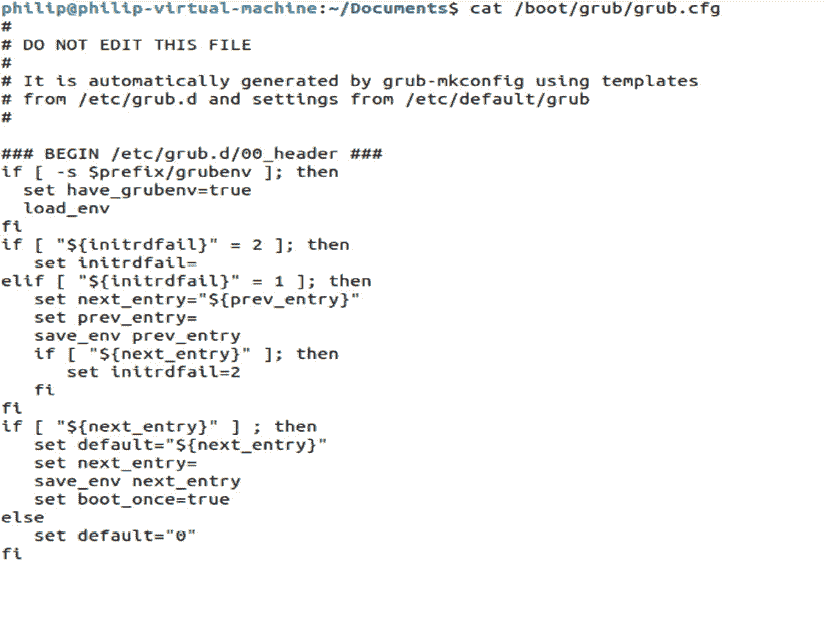 philip@philip-virtual-machine:~/Documents$ cat /boot/grub/grub.cfg
#
# DO NOT EDIT THIS FILE
#
# It is automatically generated by grub-mkconfig using templates
# from /etc/grub.d and settings from /etc/default/grub
#

### BEGIN /etc/grub.d/00_header ###
if [ -s $prefix/grubenv ]; then
  set have_grubenv=true
  load_env
fi
if [ "${initrdfail}" = 2 ]; then
   set initrdfail=
elif [ "${initrdfail}" = 1 ]; then
   set next_entry="${prev_entry}"
   set prev_entry=
   save_env prev_entry
   if [ "${next_entry}" ]; then
      set initrdfail=2
   fi
fi
if [ "${next_entry}" ] ; then
   set default="${next_entry}"
   set next_entry=
   save_env next_entry
   set boot_once=true
else
   set default="0"
fi